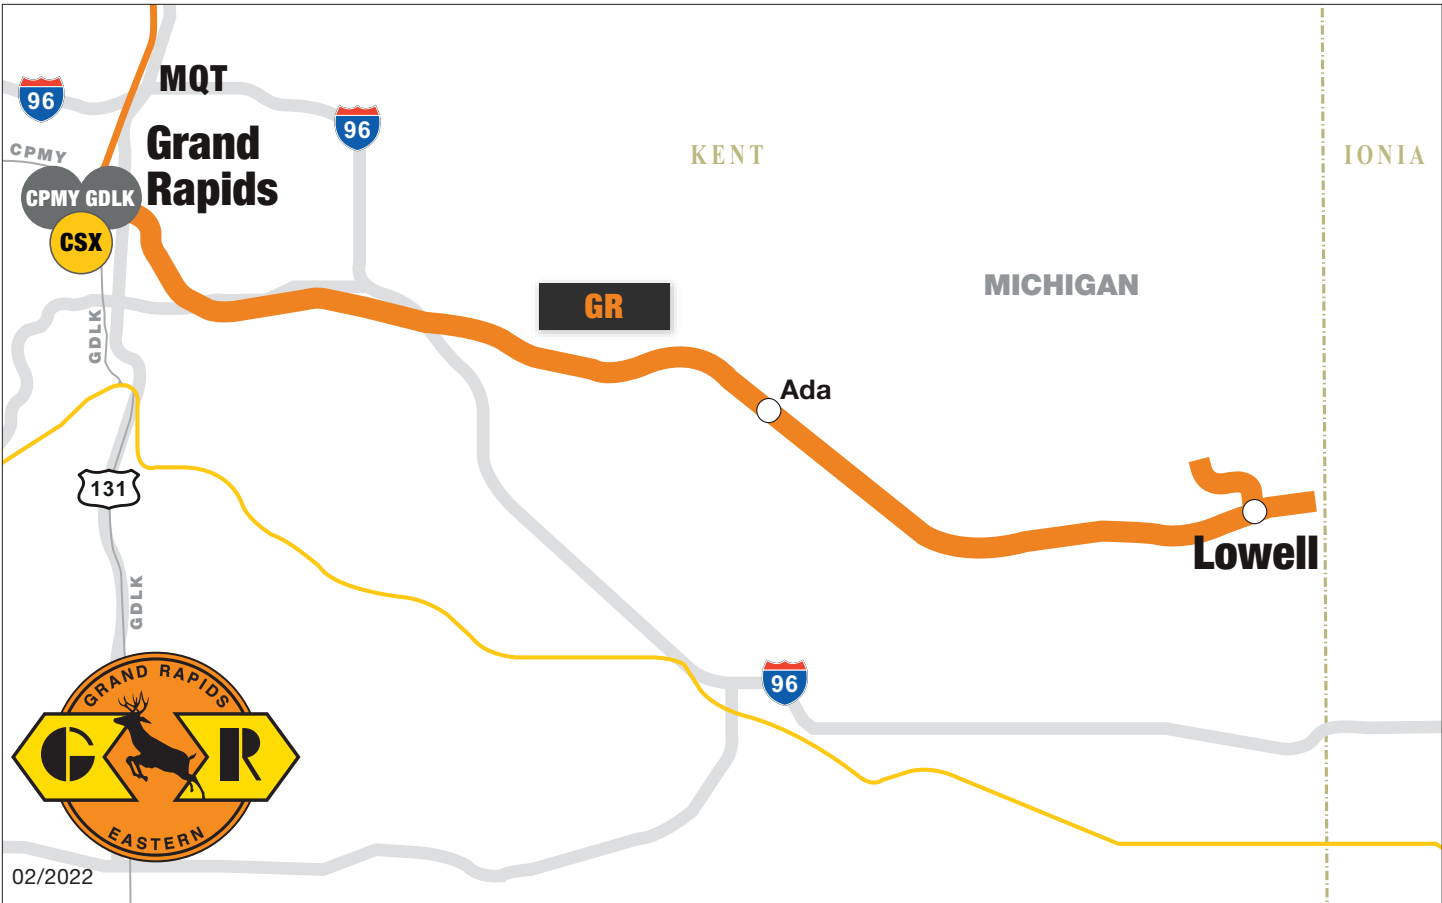 MQT
96
96
Grand
Rapids
CPMY
KENT
IONIA
CPMY GDLK
CSX
MICHIGAN
GR
GDLK
Ada
131
Lowell
GDLK
GRAND RAPIDS
96
G R
EASTERN
02/2022